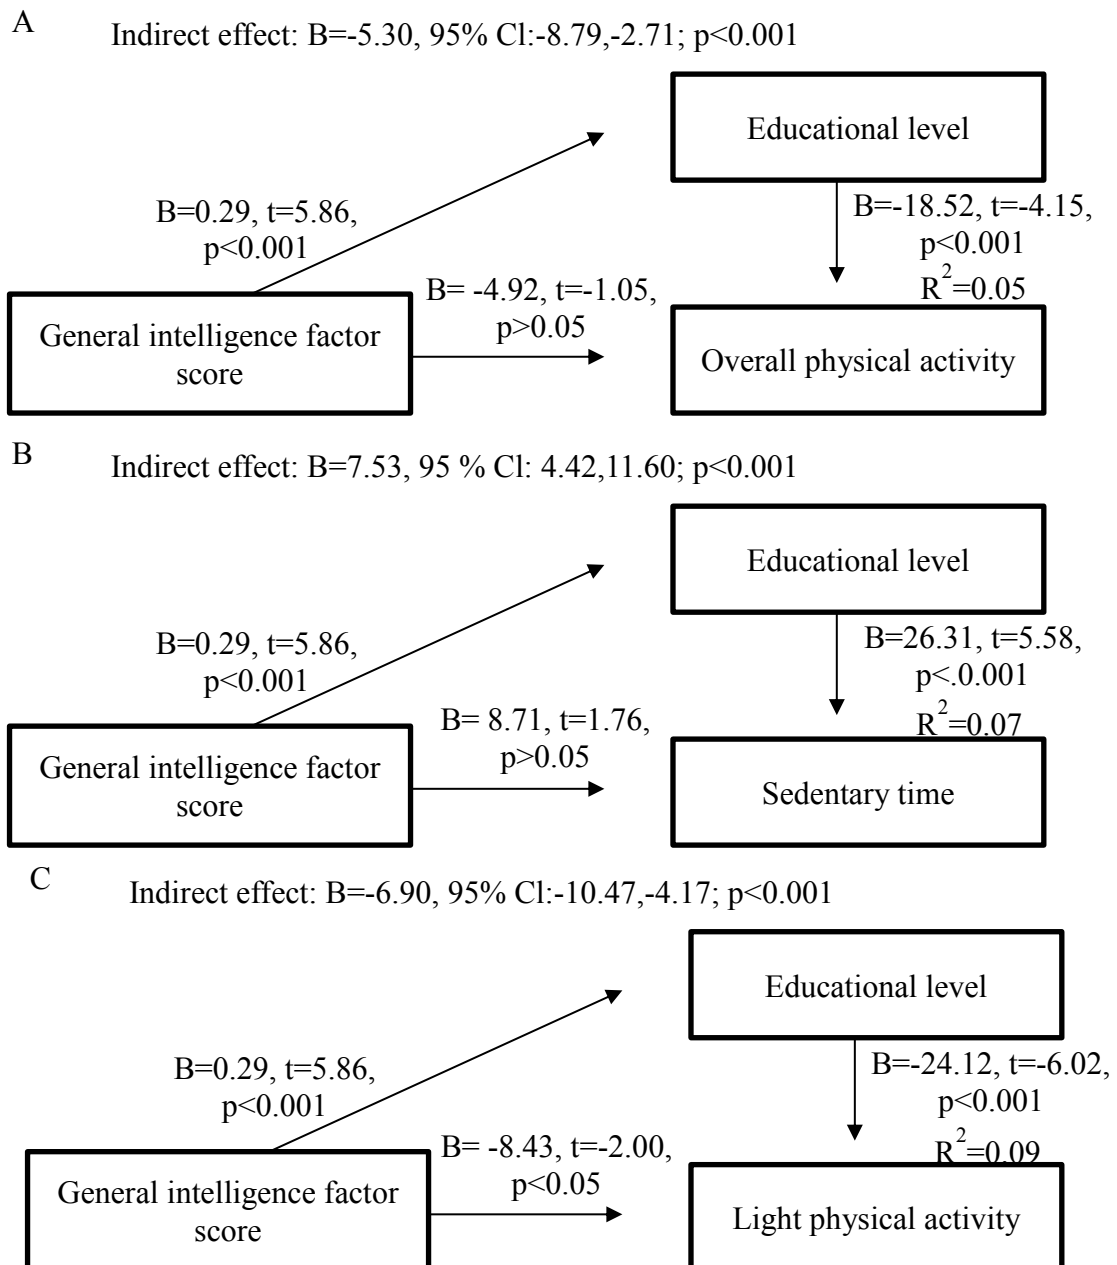 A
Indirect effect: B=-5.30, 95% Cl:-8.79,-2.71; p<0.001
Educational level
B=0.29, t=5.86,
p<0.001
B=-18.52, t=-4.15,
p<0.001
R²=0.05
B= -4.92, t=-1.05,
p>0.05
General intelligence factor
score
Overall physical activity
B
Indirect effect: B=7.53, 95 % Cl: 4.42,11.60; p<0.001
Educational level
B=0.29, t=5.86,
p<0.001
B=26.31, t=5.58,
p<.0.001
R²=0.07
B= 8.71, t=1.76,
p>0.05
General intelligence factor
score
Sedentary time
C
Indirect effect: B=-6.90, 95% Cl:-10.47,-4.17; p<0.001
Educational level
B=0.29, t=5.86,
p<0.001
B=-24.12, t=-6.02,
p<0.001
R²=0.09
B= -8.43, t=-2.00,
p<0.05
General intelligence factor
score
Light physical activity